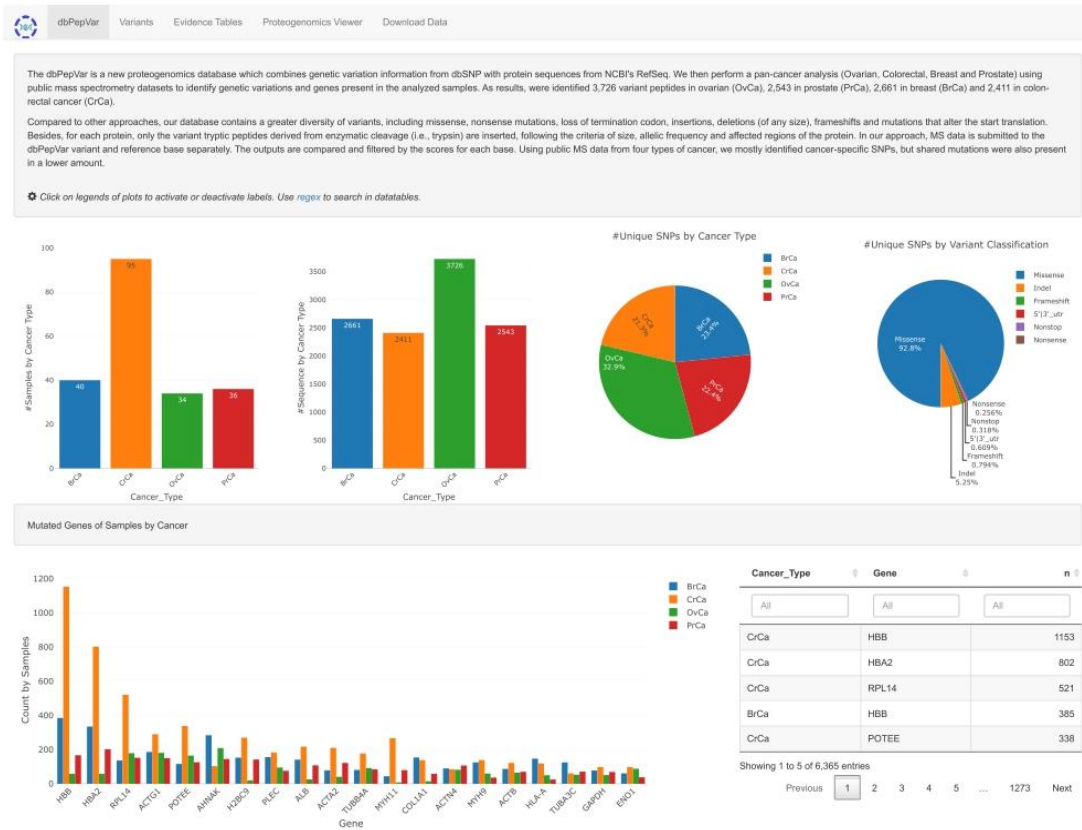 dbPepVar Variants Evidence Tables Proteogenomics Viewer Download Data
The dbPepVar is a new proteogenomics database which combines genetic variation information from dbSNP with protein sequences from NCBI's RefSeq. We then perform a pan-cancer analysis (Ovarian, Colorectal, Breast and Prostate) using
public mass spectrometry datasets to identify genetic variations and genes present in the analyzed samples. As results, were identified 3,726 variant peptides in ovarian (OvCa), 2,543 in prostate (PrCa), 2,661 in breast (BrCa) and 2,411 in colon-
rectal cancer (CrCa).
Compared to other approaches, our database contains a greater diversity of variants, including missense, nonsense mutations, loss of termination codon, insertions, deletions (of any size), frameshifts and mutations that alter the start translation.
Besides, for each protein, only the variant tryptic peptides derived from enzymatic cleavage (i.e., trypsin) are inserted, following the criteria of size, allelic frequency and affected regions of the protein. In our approach, MS data is submitted to the
dbPepVar variant and reference base separately. The outputs are compared and filtered by the scores for each base. Using public MS data from four types of cancer, we mostly identified cancer-specific SNPs, but shared mutations were also present
in a lower amount.
Click on legends of plots to activate or deactivate labels. Use regex to search in datatables.
#Samples by Cancer Type
100
80
60
40
20
0
40
95
34
36
BrCa
CrCa
OvCa
PrCa
Cancer_Type
#Sequence by Cancer Type
3500
3000
2500
2000
1500
1000
500
0
2661
2411
3726
2543
BrCa
CrCa
OvCa
PrCa
Cancer_Type
#Unique SNPs by Cancer Type
BrCa
CrCa
OvCa
PrCa
CrCa
21.3%
BrCa
23.4%
OvCa
32.9%
PrCa
22.4%
#Unique SNPs by Variant Classification
Missense
Indel
Frameshift
5'|3'_utr
Nonstop
Nonsense
Missense
92.8%
Nonsense
0.256%
Nonstop
0.318%
5'|3'_utr
0.609%
Frameshift
0.794%
Indel
5.25%
Mutated Genes of Samples by Cancer
Count by Samples
1200
1000
800
600
400
200
0
HBB
HBA2
RPL14
ACTG1
POTEE
AHNAK
H2BC9
PLEC
ALB
ACTA2
TUBB4A
MYH11
COL1A1
ACTN4
MYH9
ACTB
HLA-A
TUBA3C
GAPDH
ENO1
Gene
BrCa
CrCa
OvCa
PrCa
Cancer_Type Gene n
All All All
CrCa HBB 1153
CrCa HBA2 802
CrCa RPL14 521
BrCa HBB 385
CrCa POTEE 338
Showing 1 to 5 of 6,365 entries
Previous 1 2 3 4 5 ... 1273 Next